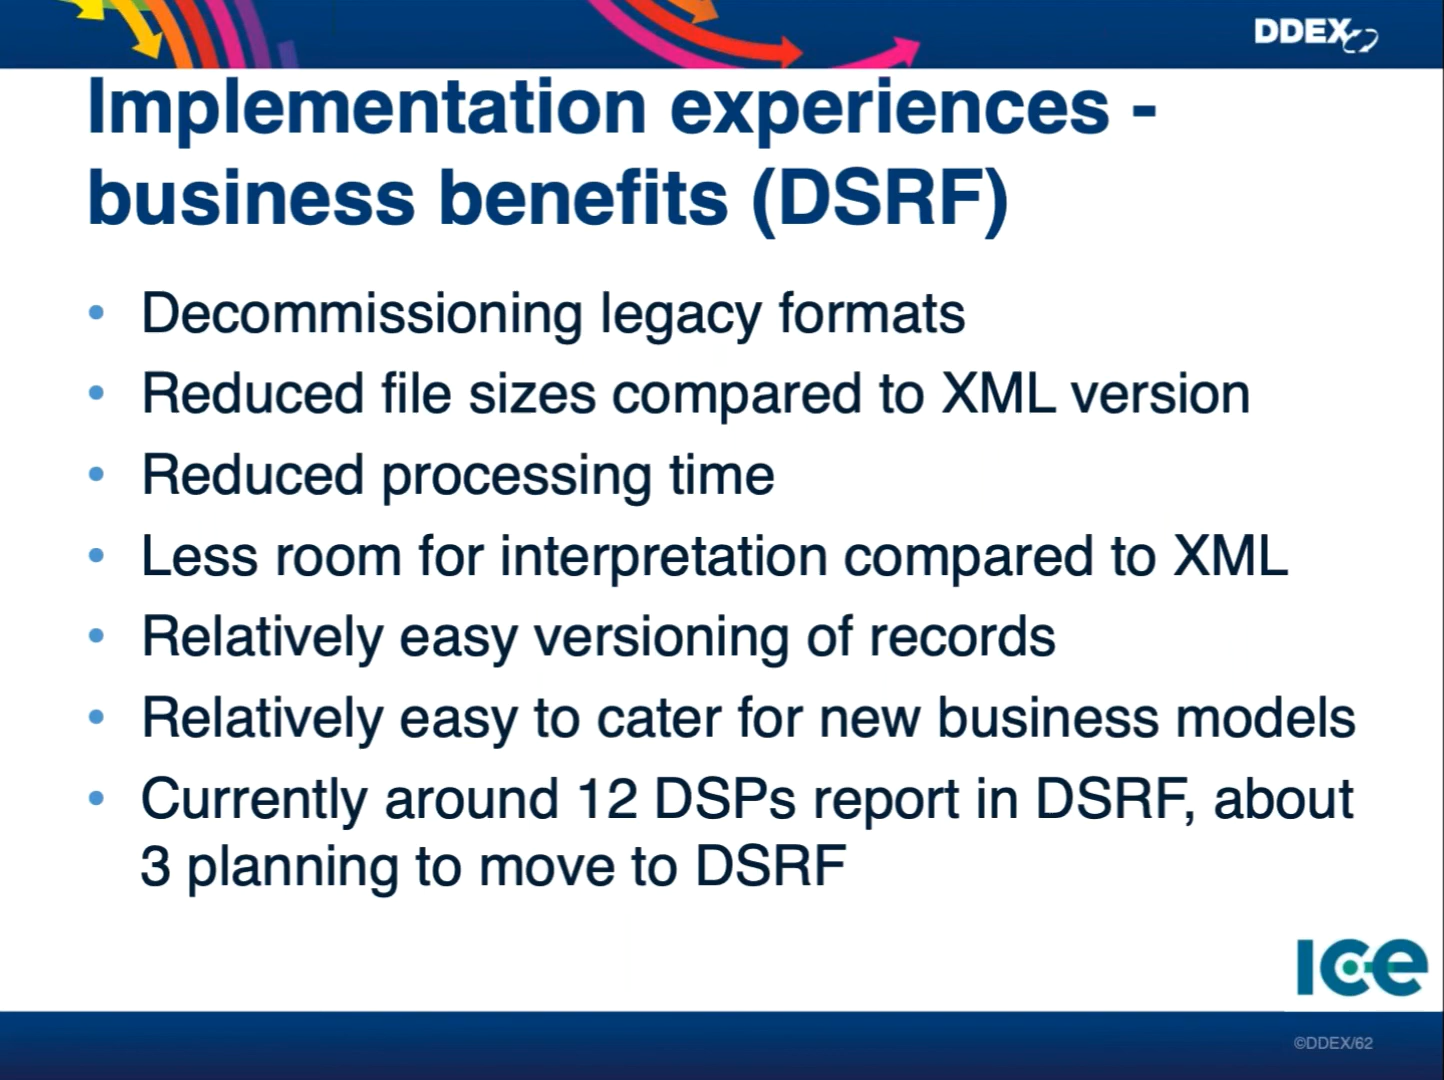 DDEX
Implementation experiences -
business benefits (DSRF)
• Decommissioning legacy formats
• Reduced file sizes compared to XML version
• Reduced processing time
• Less room for interpretation compared to XML
• Relatively easy versioning of records
• Relatively easy to cater for new business models
• Currently around 12 DSPs report in DSRF, about
3 planning to move to DSRF
ICE
©DDEX/62